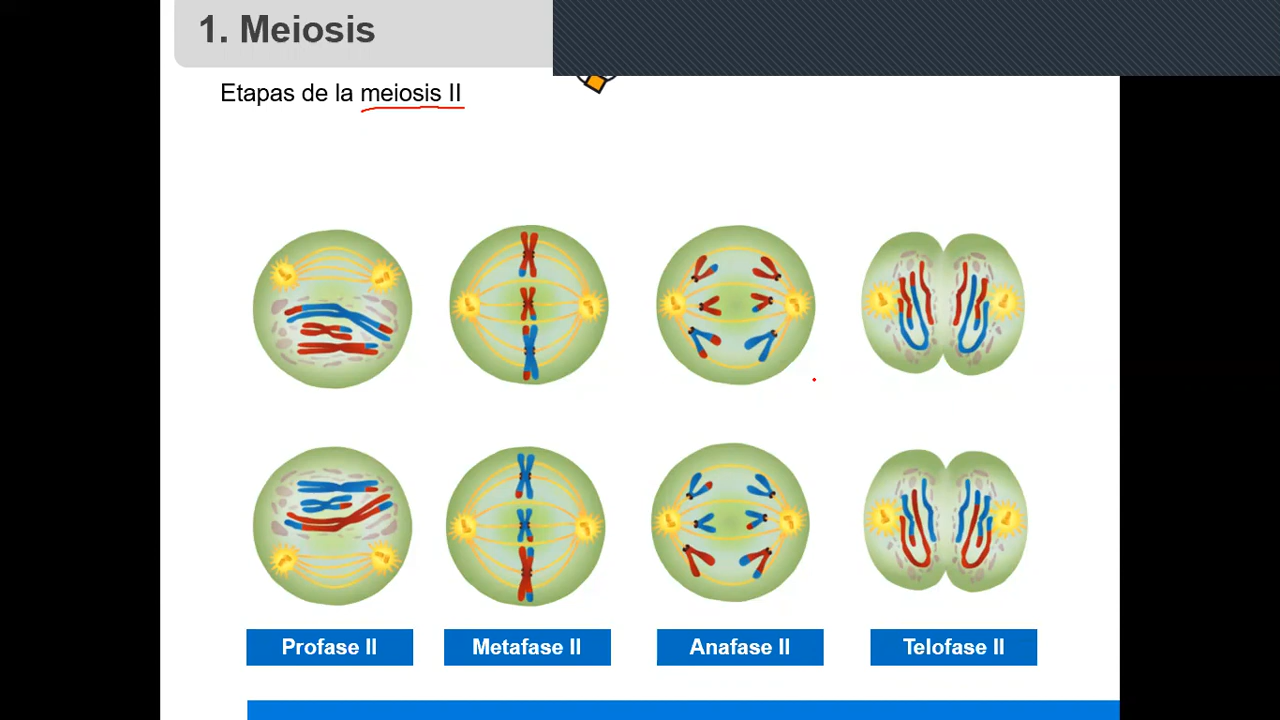 1. Meiosis
Etapas de la meiosis II
Profase II
Metafase II
Anafase II
Telofase II